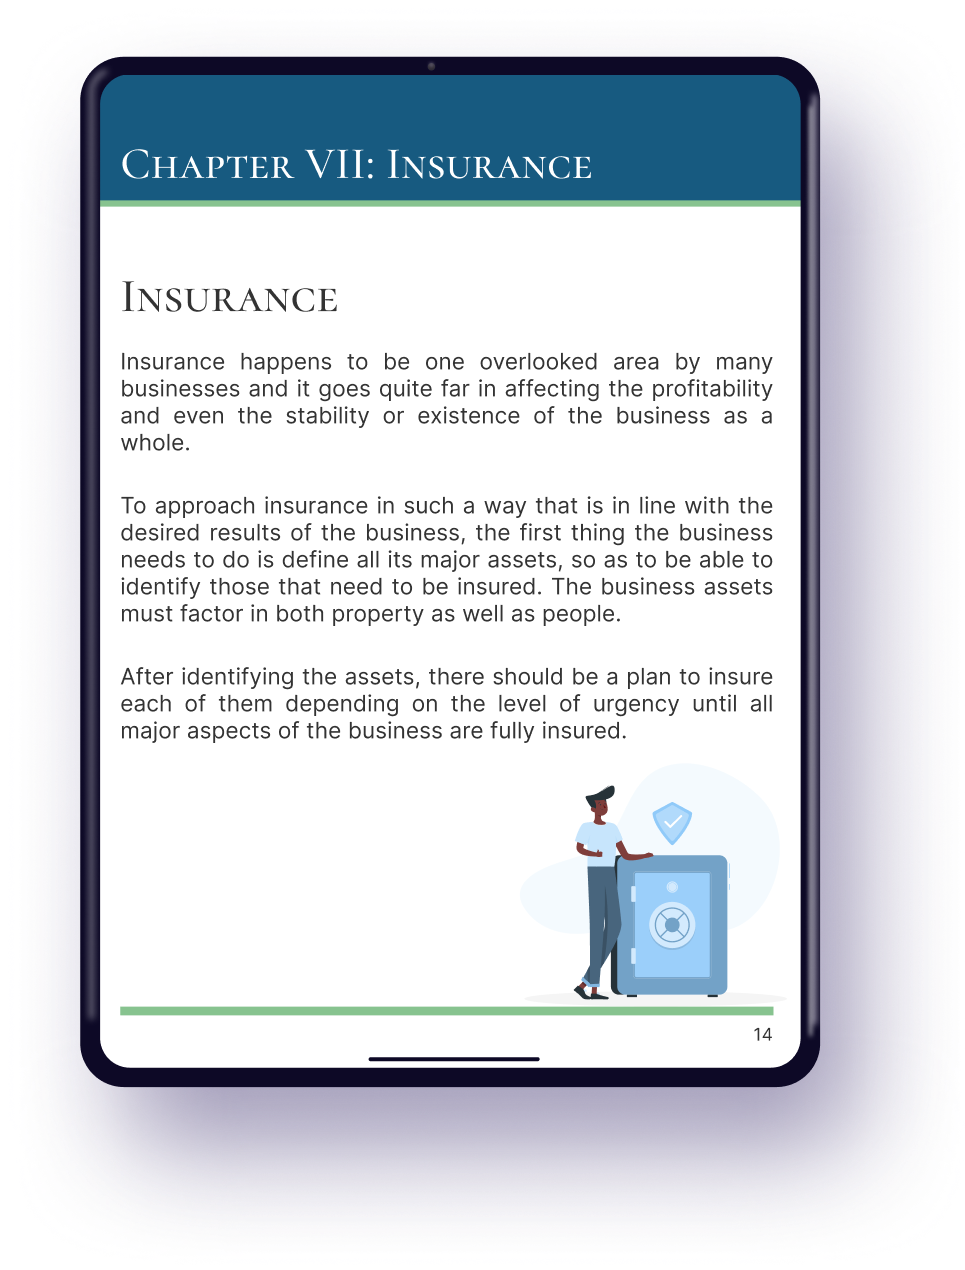 Chapter VII: Insurance
Insurance
Insurance happens to be one overlooked area by many
businesses and it goes quite far in affecting the profitability
and even the stability or existence of the business as a
whole.
To approach insurance in such a way that is in line with the
desired results of the business, the first thing the business
needs to do is define all its major assets, so as to be able to
identify those that need to be insured. The business assets
must factor in both property as well as people.
After identifying the assets, there should be a plan to insure
each of them depending on the level of urgency until all
major aspects of the business are fully insured.
14